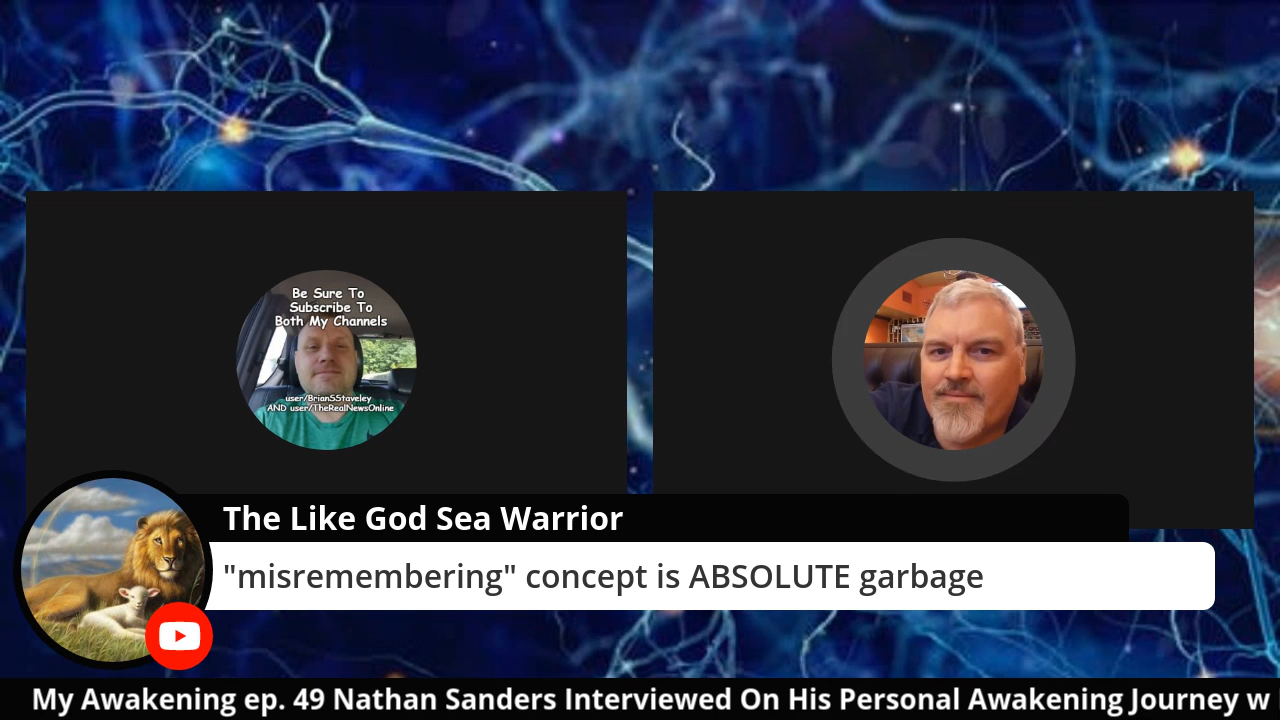 Be Sure To
Subscribe To
Both My Channels
user/BrianSStaveley
AND user/TheRealNewsOnline
The Like God Sea Warrior
"misremembering" concept is ABSOLUTE garbage
My Awakening ep. 49 Nathan Sanders Interviewed On His Personal Awakening Journey w